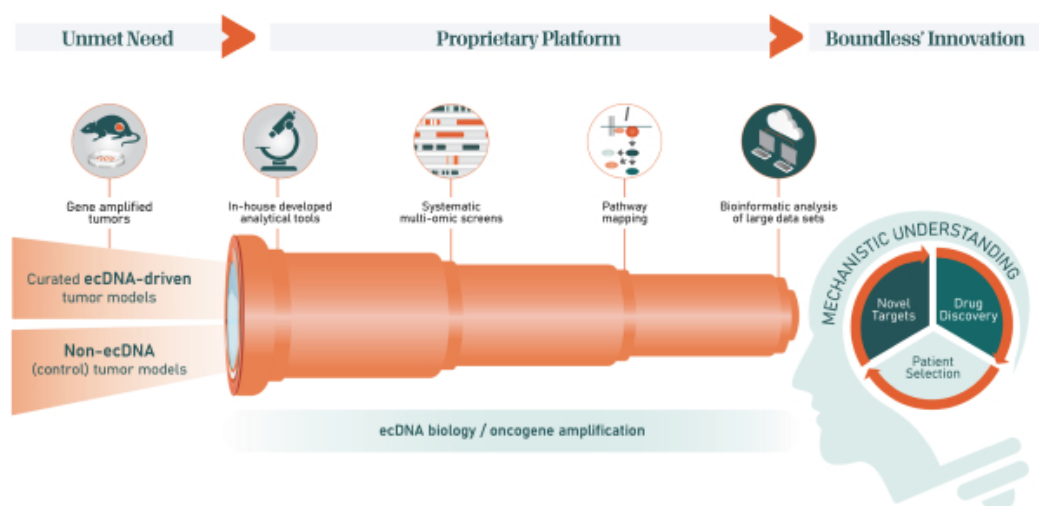 Unmet Need
Proprietary Platform
Boundless' Innovation
Gene amplified
tumors
In-house developed
analytical tools
Systematic
multi-omic screens
Pathway
mapping
Bioinformatic analysis
of large data sets
Curated ecDNA-driven
tumor models
Non-ecDNA
(control) tumor models
ecDNA biology / oncogene amplification
MECHANISTIC UNDERSTANDING
Novel
Targets
Drug
Discovery
Patient
Selection